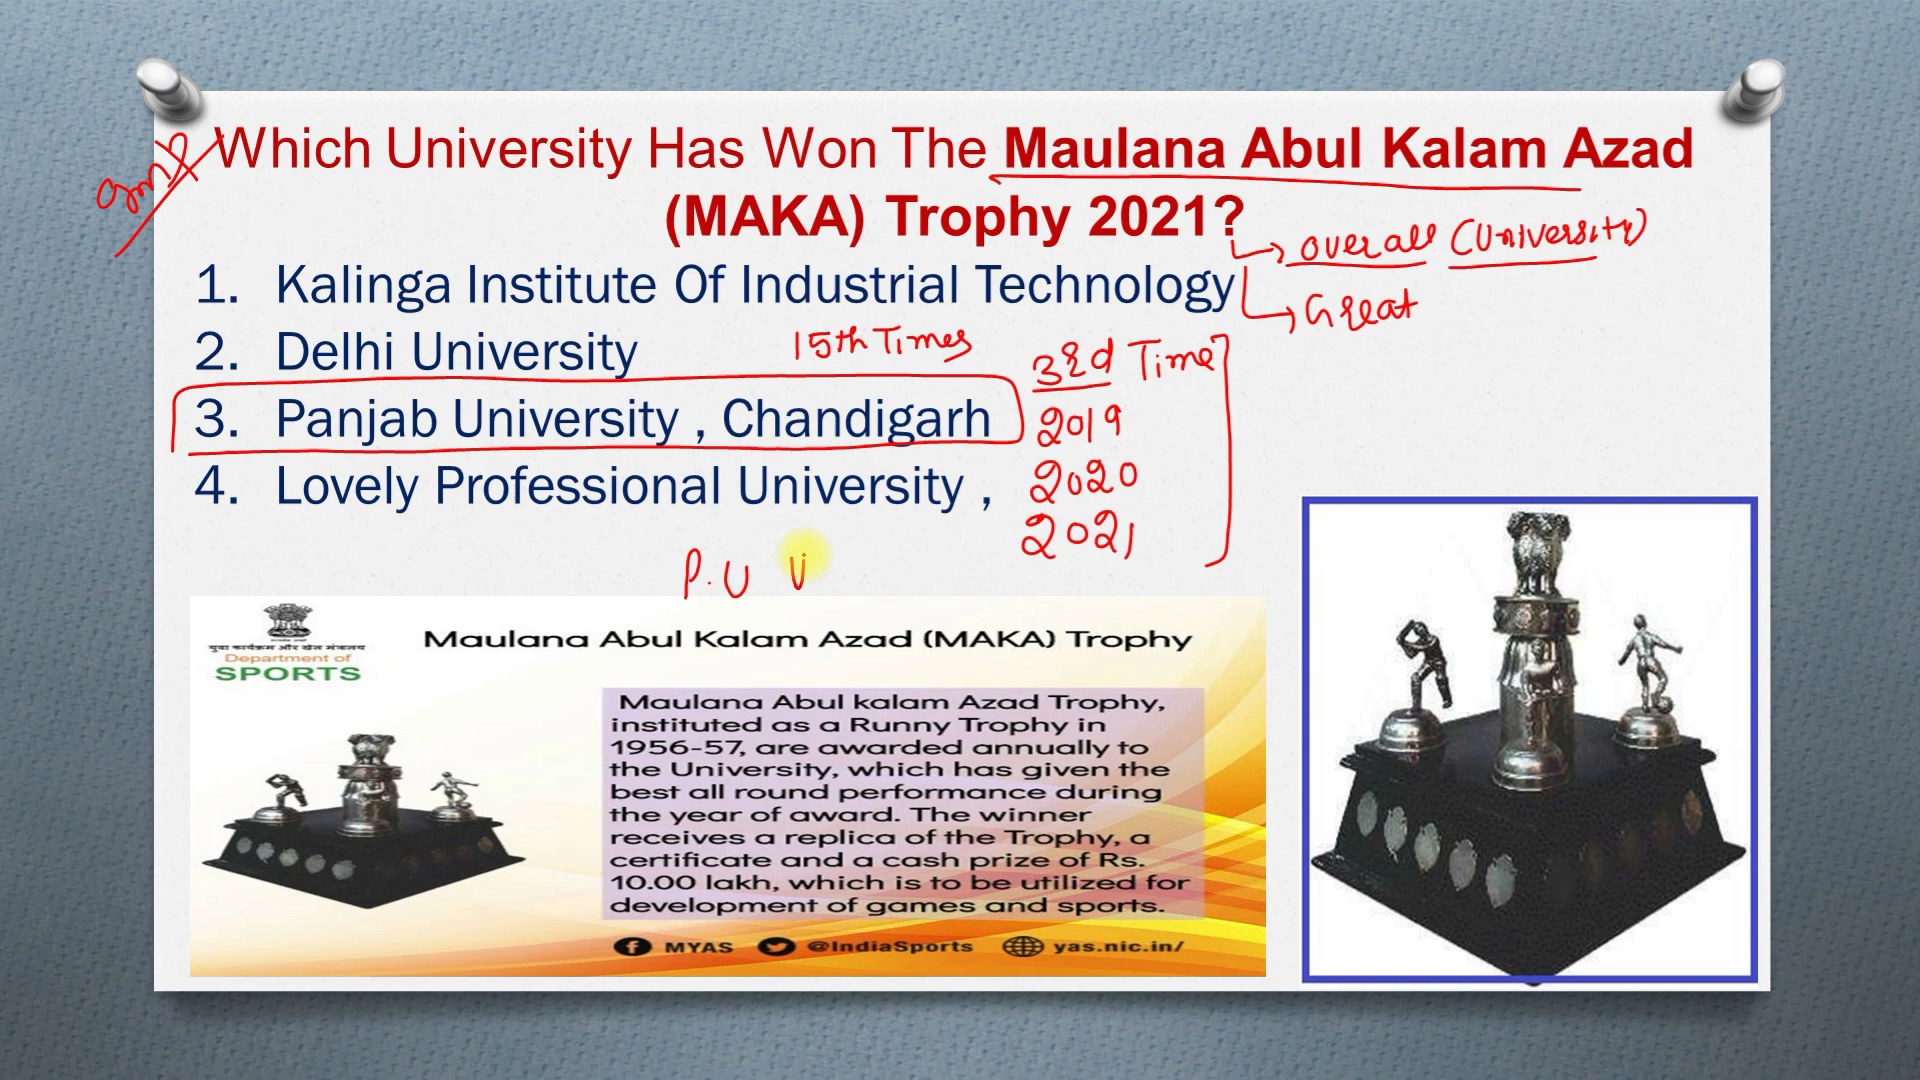 Imp
Which University Has Won The Maulana Abul Kalam Azad
(MAKA) Trophy 2021?
overall (University)
1. Kalinga Institute Of Industrial Technology
Great
2. Delhi University
15th Times
3rd Time
3. Panjab University , Chandigarh
2019
4. Lovely Professional University ,
2020
2021
P.U U
युवा कार्यक्रम और खेल मंत्रालय
Department of
SPORTS
Maulana Abul Kalam Azad (MAKA) Trophy
Maulana Abul kalam Azad Trophy,
instituted as a Runny Trophy in
1956-57, are awarded annually to
the University, which has given the
best all round performance during
the year of award. The winner
receives a replica of the Trophy, a
certificate and a cash prize of Rs.
10.00 lakh, which is to be utilized for
development of games and sports.
MYAS @IndiaSports yas.nic.in/